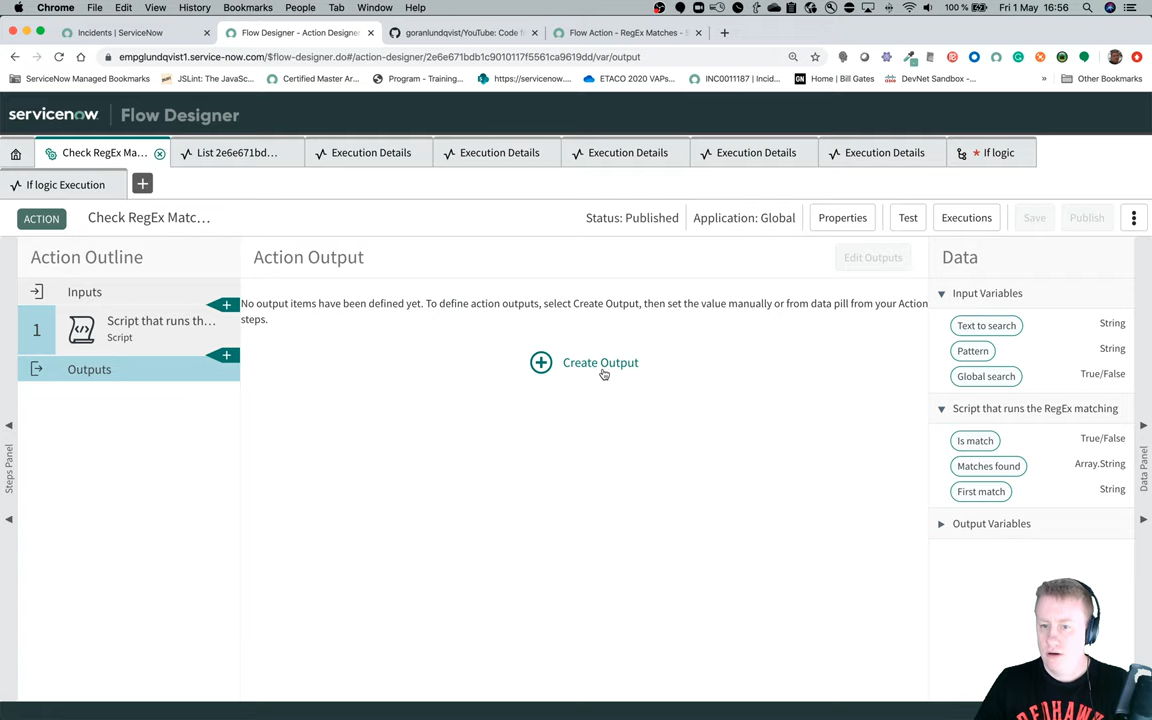 Chrome File Edit View History Bookmarks People Tab Window Help 100 % Fri 1 May 16:56
Incidents | ServiceNow Flow Designer - Action Designer goranlundqvist/YouTube: Code f Flow Action - RegEx Matches - S
empglundqvist1.service-now.com/$flow-designer.do#/action-designer/2e6e671bdb1c9010117f5561ca9619dd/var/output
ServiceNow Managed Bookmarks JSLint: The JavaSc... Certified Master Ar... Program - Training... https://servicenow.... ETACO 2020 VAPs... INC0011187 | Incid... GN Home | Bill Gates DevNet Sandbox -... » Other Bookmarks
servicenow Flow Designer
Check RegEx Ma... List 2e6e671bd... Execution Details Execution Details Execution Details Execution Details Execution Details * If logic
If logic Execution
ACTION Check RegEx Matc... Status: Published Application: Global Properties Test Executions Save Publish
Action Outline Action Output Edit Outputs Data
Inputs
1 Script that runs th...
Script
Outputs
No output items have been defined yet. To define action outputs, select Create Output, then set the value manually or from data pill from your Action
steps.
Create Output
Input Variables
Text to search String
Pattern String
Global search True/False
Script that runs the RegEx matching
Is match True/False
Matches found Array.String
First match String
Output Variables
Steps Panel
Data Panel
REDHAWKS